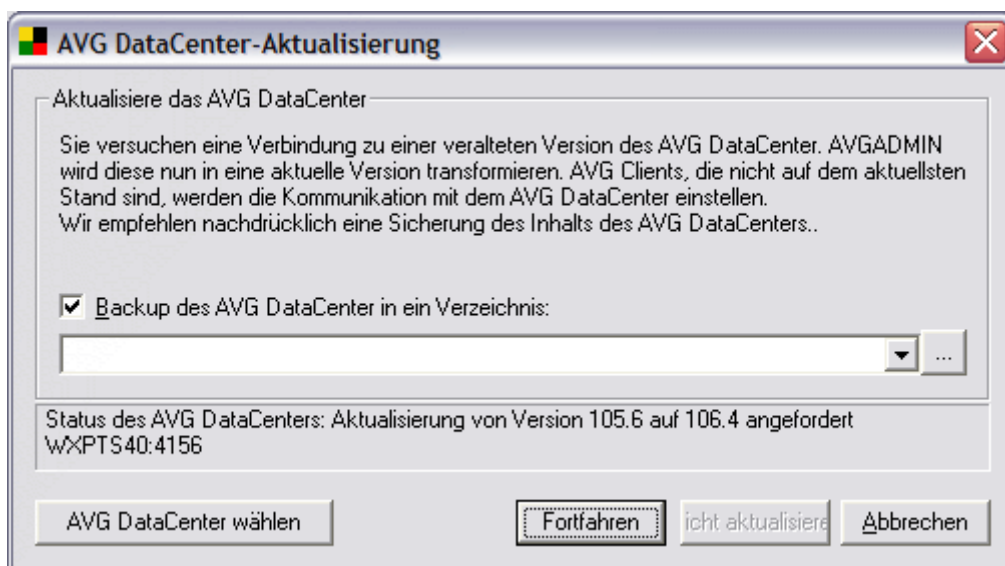 AVG DataCenter-Aktualisierung
Aktualisiere das AVG DataCenter
Sie versuchen eine Verbindung zu einer veralteten Version des AVG DataCenter. AVGADMIN
wird diese nun in eine aktuelle Version transformieren. AVG Clients, die nicht auf dem aktuellsten
Stand sind, werden die Kommunikation mit dem AVG DataCenter einstellen.
Wir empfehlen nachdrücklich eine Sicherung des Inhalts des AVG DataCenters..
Backup des AVG DataCenter in ein Verzeichnis:
...
Status des AVG DataCenters: Aktualisierung von Version 105.6 auf 106.4 angefordert
WXPTS40:4156
AVG DataCenter wählen Fortfahren icht aktualisiere Abbrechen